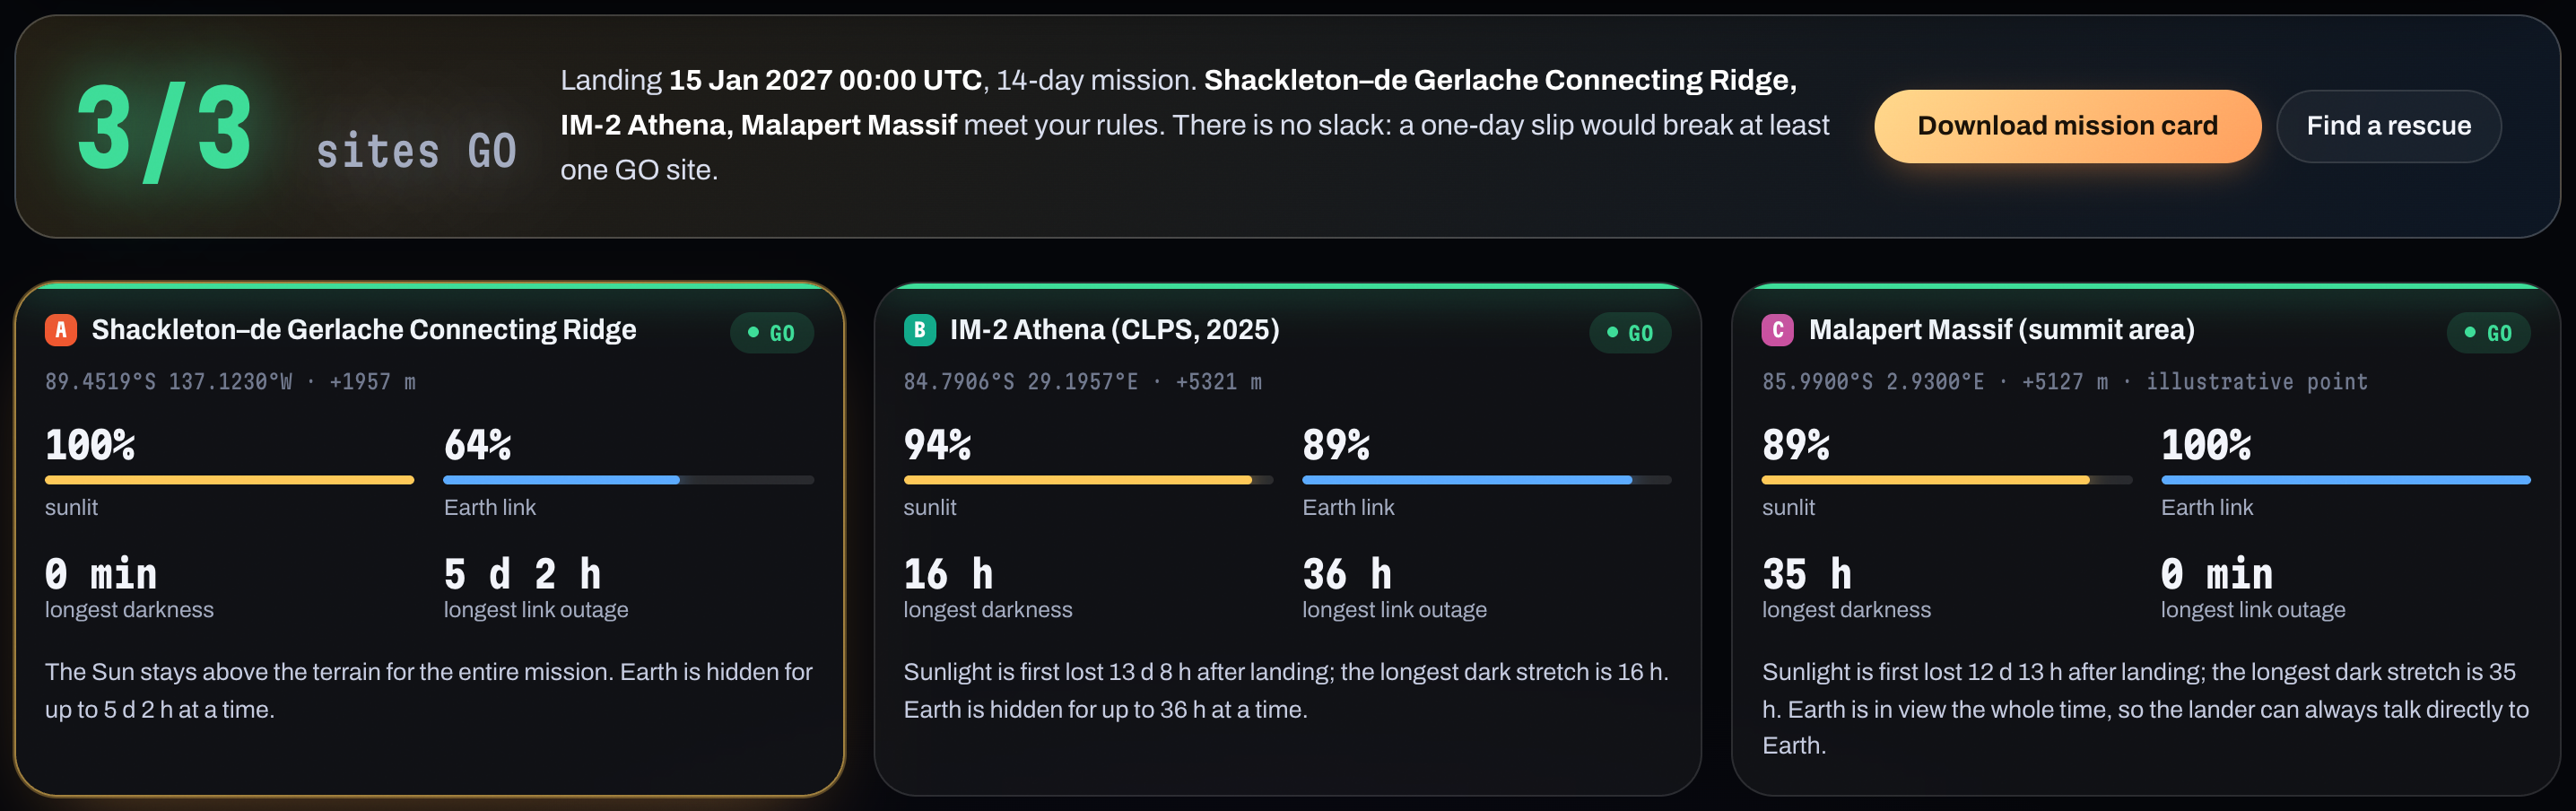 3/3 sites GO
Landing 15 Jan 2027 00:00 UTC, 14-day mission. Shackleton–de Gerlache Connecting Ridge,
IM-2 Athena, Malapert Massif meet your rules. There is no slack: a one-day slip would break at least
one GO site.
Download mission card
Find a rescue
A Shackleton–de Gerlache Connecting Ridge
GO
89.4519°S 137.1230°W · +1957 m
100%
sunlit
64%
Earth link
0 min
longest darkness
5 d 2 h
longest link outage
The Sun stays above the terrain for the entire mission. Earth is hidden for
up to 5 d 2 h at a time.
B IM-2 Athena (CLPS, 2025)
GO
84.7906°S 29.1957°E · +5321 m
94%
sunlit
89%
Earth link
16 h
longest darkness
36 h
longest link outage
Sunlight is first lost 13 d 8 h after landing; the longest dark stretch is 16 h.
Earth is hidden for up to 36 h at a time.
C Malapert Massif (summit area)
GO
85.9900°S 2.9300°E · +5127 m · illustrative point
89%
sunlit
100%
Earth link
35 h
longest darkness
0 min
longest link outage
Sunlight is first lost 12 d 13 h after landing; the longest dark stretch is 35
h. Earth is in view the whole time, so the lander can always talk directly to
Earth.